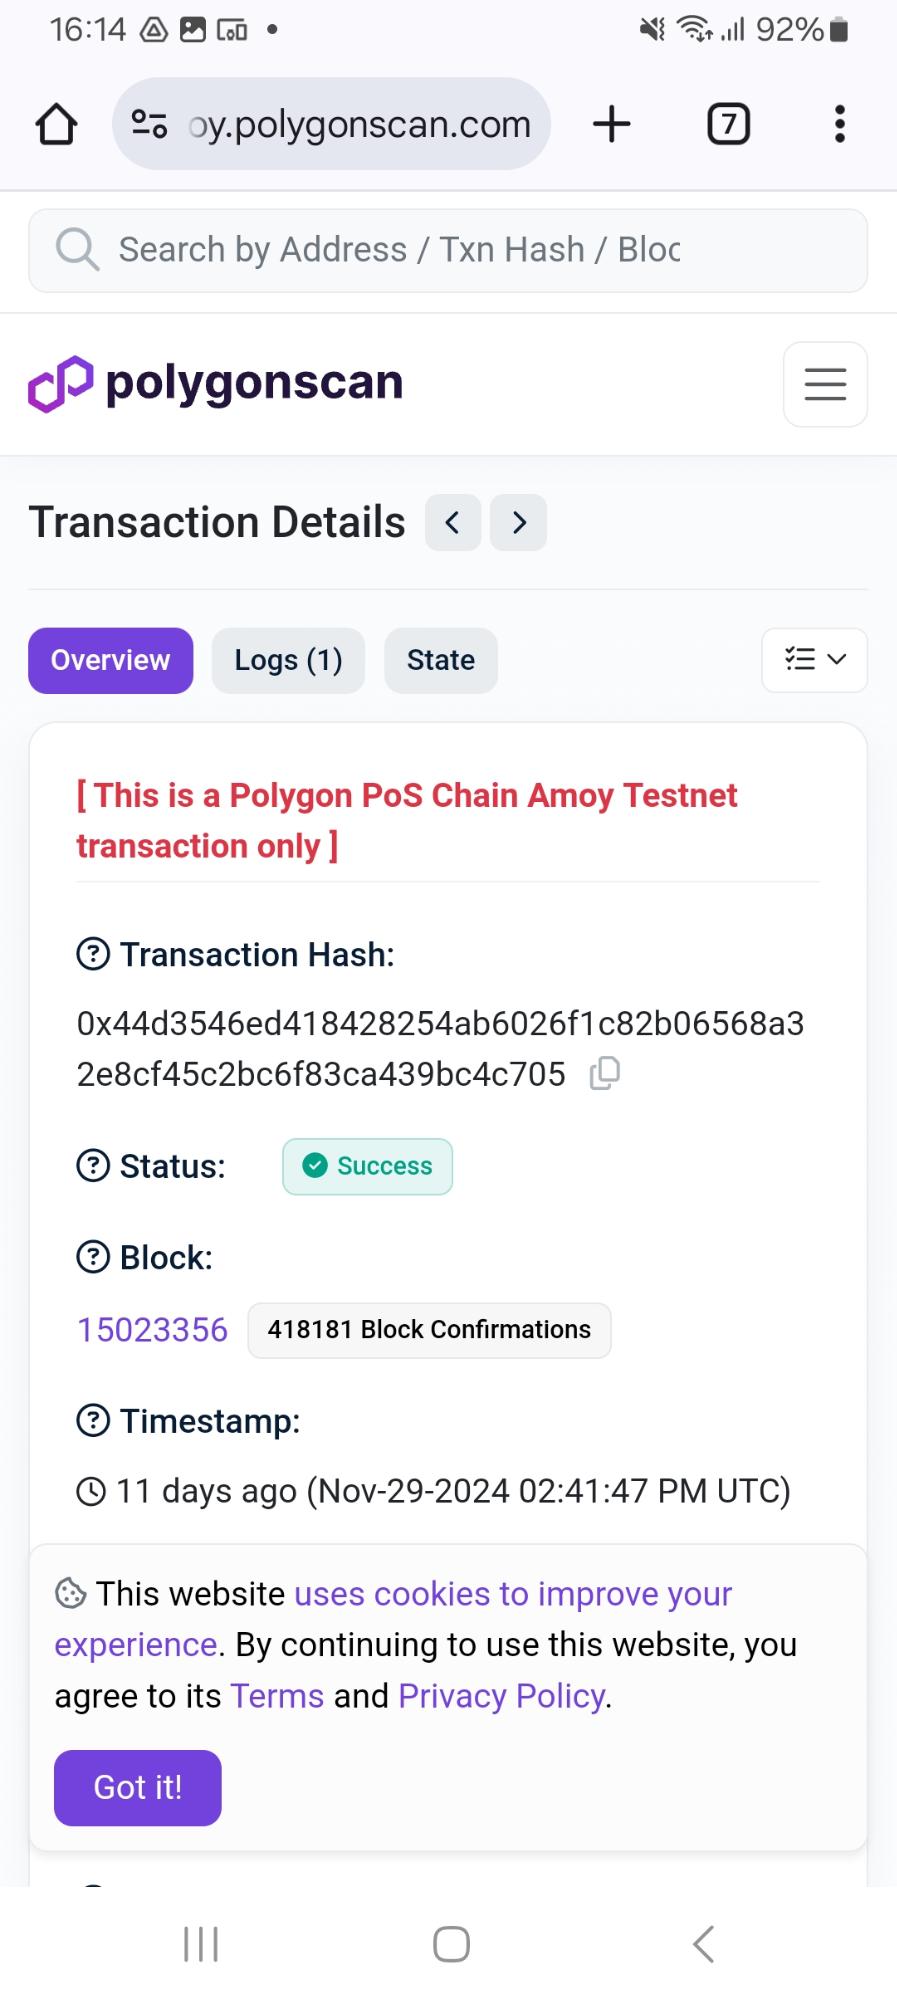 16:14
92%
oy.polygonscan.com
7
Search by Address / Txn Hash / Bloc
polygonscan
Transaction Details
Overview
Logs (1)
State
[ This is a Polygon PoS Chain Amoy Testnet
transaction only ]
Transaction Hash:
0x44d3546ed418428254ab6026f1c82b06568a3
2e8cf45c2bc6f83ca439bc4c705
Status:
Success
Block:
15023356
418181 Block Confirmations
Timestamp:
11 days ago (Nov-29-2024 02:41:47 PM UTC)
This website uses cookies to improve your
experience. By continuing to use this website, you
agree to its Terms and Privacy Policy.
Got it!